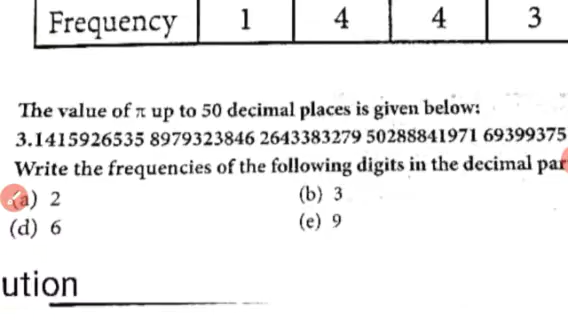 Frequency 1 4 4 3
The value of π up to 50 decimal places is given below:
3.1415926535 8979323846 2643383279 50288841971 69399375
Write the frequencies of the following digits in the decimal par
(a) 2 (b) 3
(d) 6 (e) 9
ution